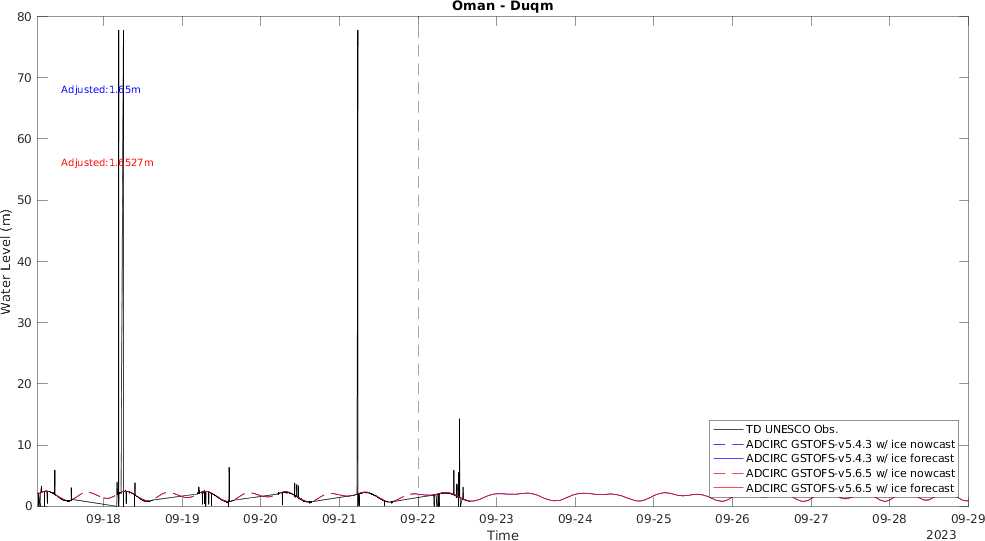 Oman - Duqm
80
70
60
50
40
30
20
10
0
Water Level (m)
Adjusted:1.65m
Adjusted:1.6527m
TD UNESCO Obs.
ADCIRC GSTOFS-v5.4.3 w/ ice nowcast
ADCIRC GSTOFS-v5.4.3 w/ ice forecast
ADCIRC GSTOFS-v5.6.5 w/ ice nowcast
ADCIRC GSTOFS-v5.6.5 w/ ice forecast
09-18 09-19 09-20 09-21 09-22 09-23 09-24 09-25 09-26 09-27 09-28 09-29
Time
2023